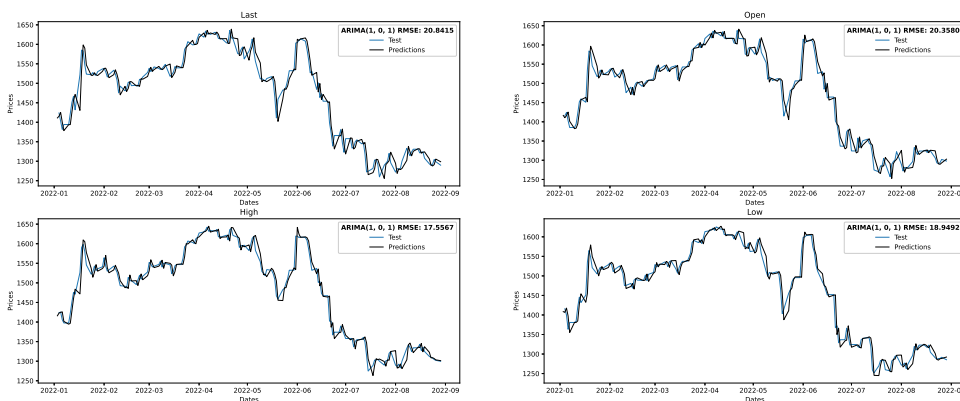 Last
ARIMA(1, 0, 1) RMSE: 20.8415
Test
Predictions
1650
1600
1550
1500
1450
1400
1350
1300
1250
Prices
2022-01 2022-02 2022-03 2022-04 2022-05 2022-06 2022-07 2022-08 2022-09
Dates
Open
ARIMA(1, 0, 1) RMSE: 20.3580
Test
Predictions
1650
1600
1550
1500
1450
1400
1350
1300
1250
Prices
2022-01 2022-02 2022-03 2022-04 2022-05 2022-06 2022-07 2022-08 2022-0
Dates
High
ARIMA(1, 0, 1) RMSE: 17.5567
Test
Predictions
1650
1600
1550
1500
1450
1400
1350
1300
1250
Prices
2022-01 2022-02 2022-03 2022-04 2022-05 2022-06 2022-07 2022-08 2022-09
Dates
Low
ARIMA(1, 0, 1) RMSE: 18.9492
Test
Predictions
1600
1550
1500
1450
1400
1350
1300
1250
Prices
2022-01 2022-02 2022-03 2022-04 2022-05 2022-06 2022-07 2022-08 2022-0
Dates